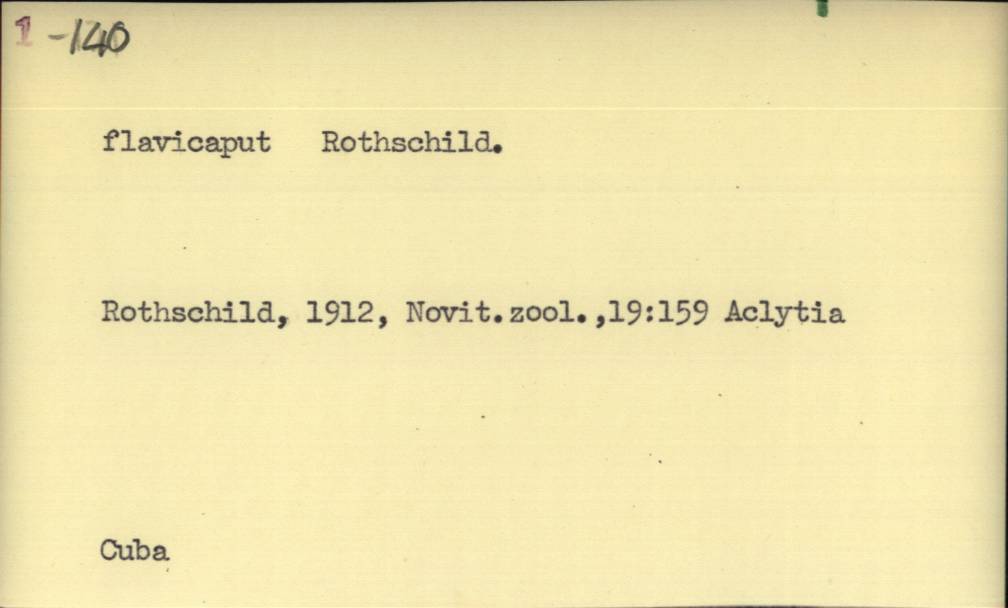 1 -140
flavicaput Rothschild.
Rothschild, 1912, Novit.zool.,19:159 Aclytia
Cuba